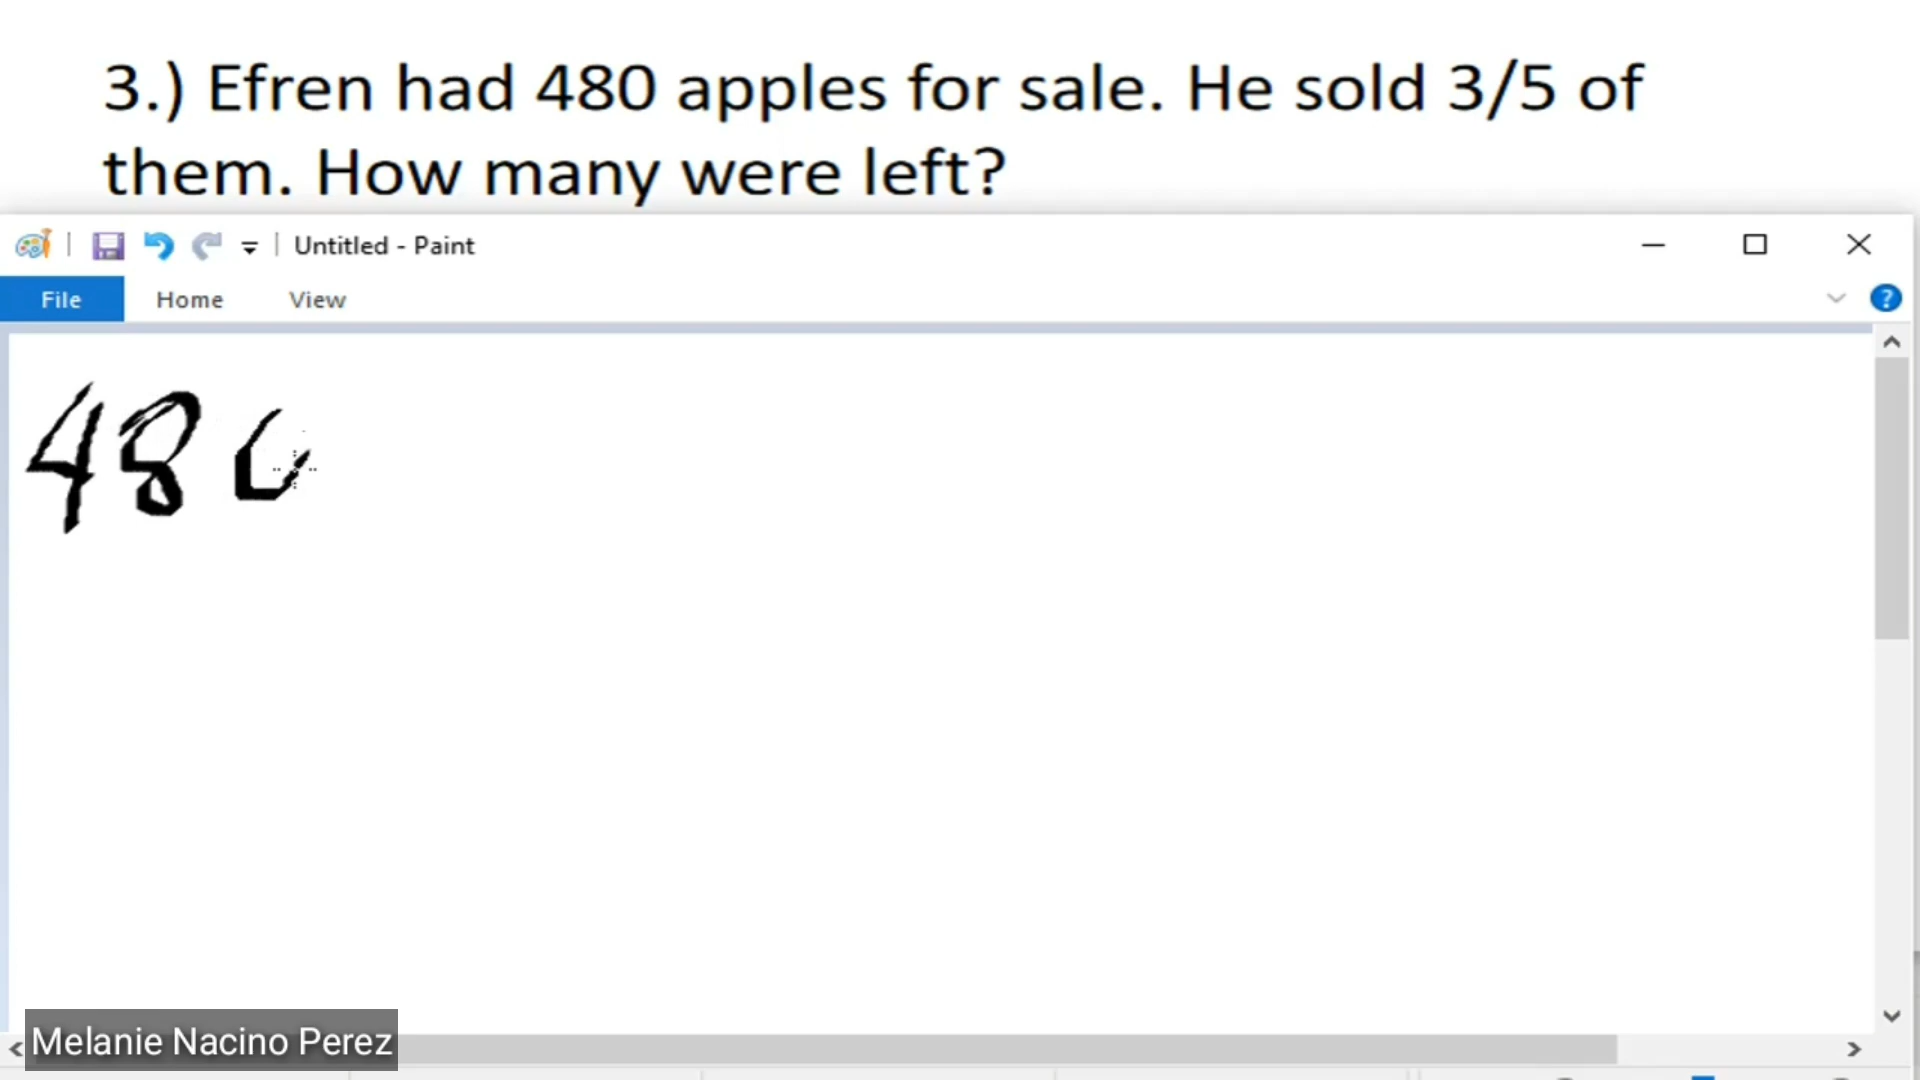 3.) Efren had 480 apples for sale. He sold 3/5 of
them. How many were left?
Untitled - Paint
File Home View
?
480
Melanie Nacino Perez